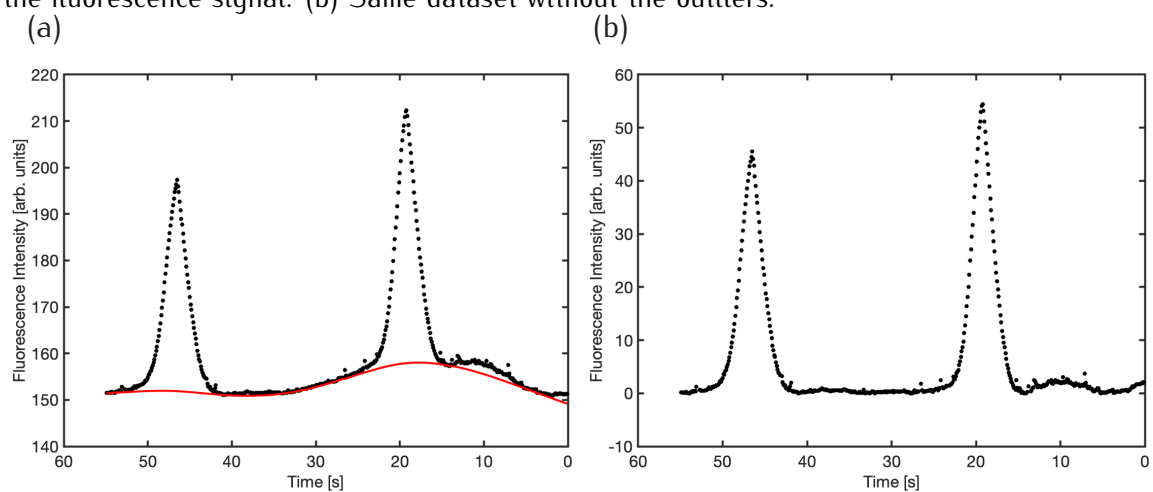 the fluorescence signal. (b) Same dataset without the outliers.
(a)
(b)
220
210
200
190
180
170
160
150
140
Fluorescence Intensity [arb. units]
60 50 40 30 20 10 0
Time [s]
60
50
40
30
20
10
0
-10
Fluorescence Intensity [arb. units]
60 50 40 30 20 10 0
Time [s]